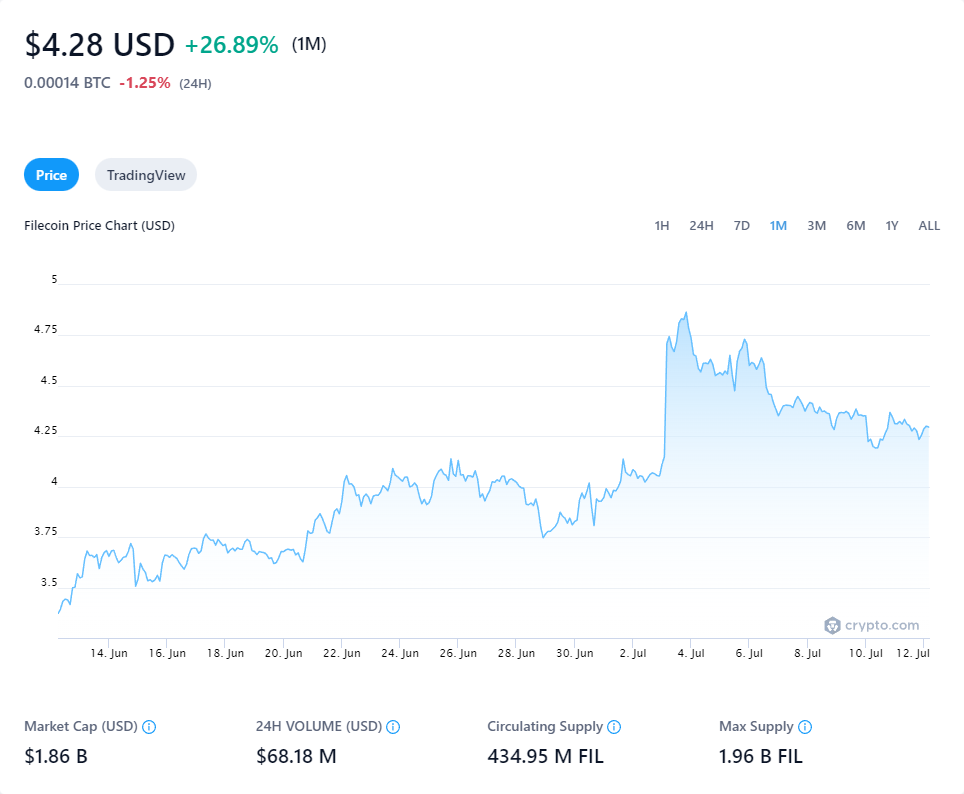 $4.28 USD +26.89% (1M)
0.00014 BTC -1.25% (24H)
Price TradingView
Filecoin Price Chart (USD) 1H 24H 7D 1M 3M 6M 1Y ALL
5
4.75
4.5
4.25
4
3.75
3.5
crypto.com
14. Jun 16. Jun 18. Jun 20. Jun 22. Jun 24. Jun 26. Jun 28. Jun 30. Jun 2. Jul 4. Jul 6. Jul 8. Jul 10. Jul 12. Jul
Market Cap (USD) 24H VOLUME (USD) Circulating Supply Max Supply
$1.86 B $68.18 M 434.95 M FIL 1.96 B FIL